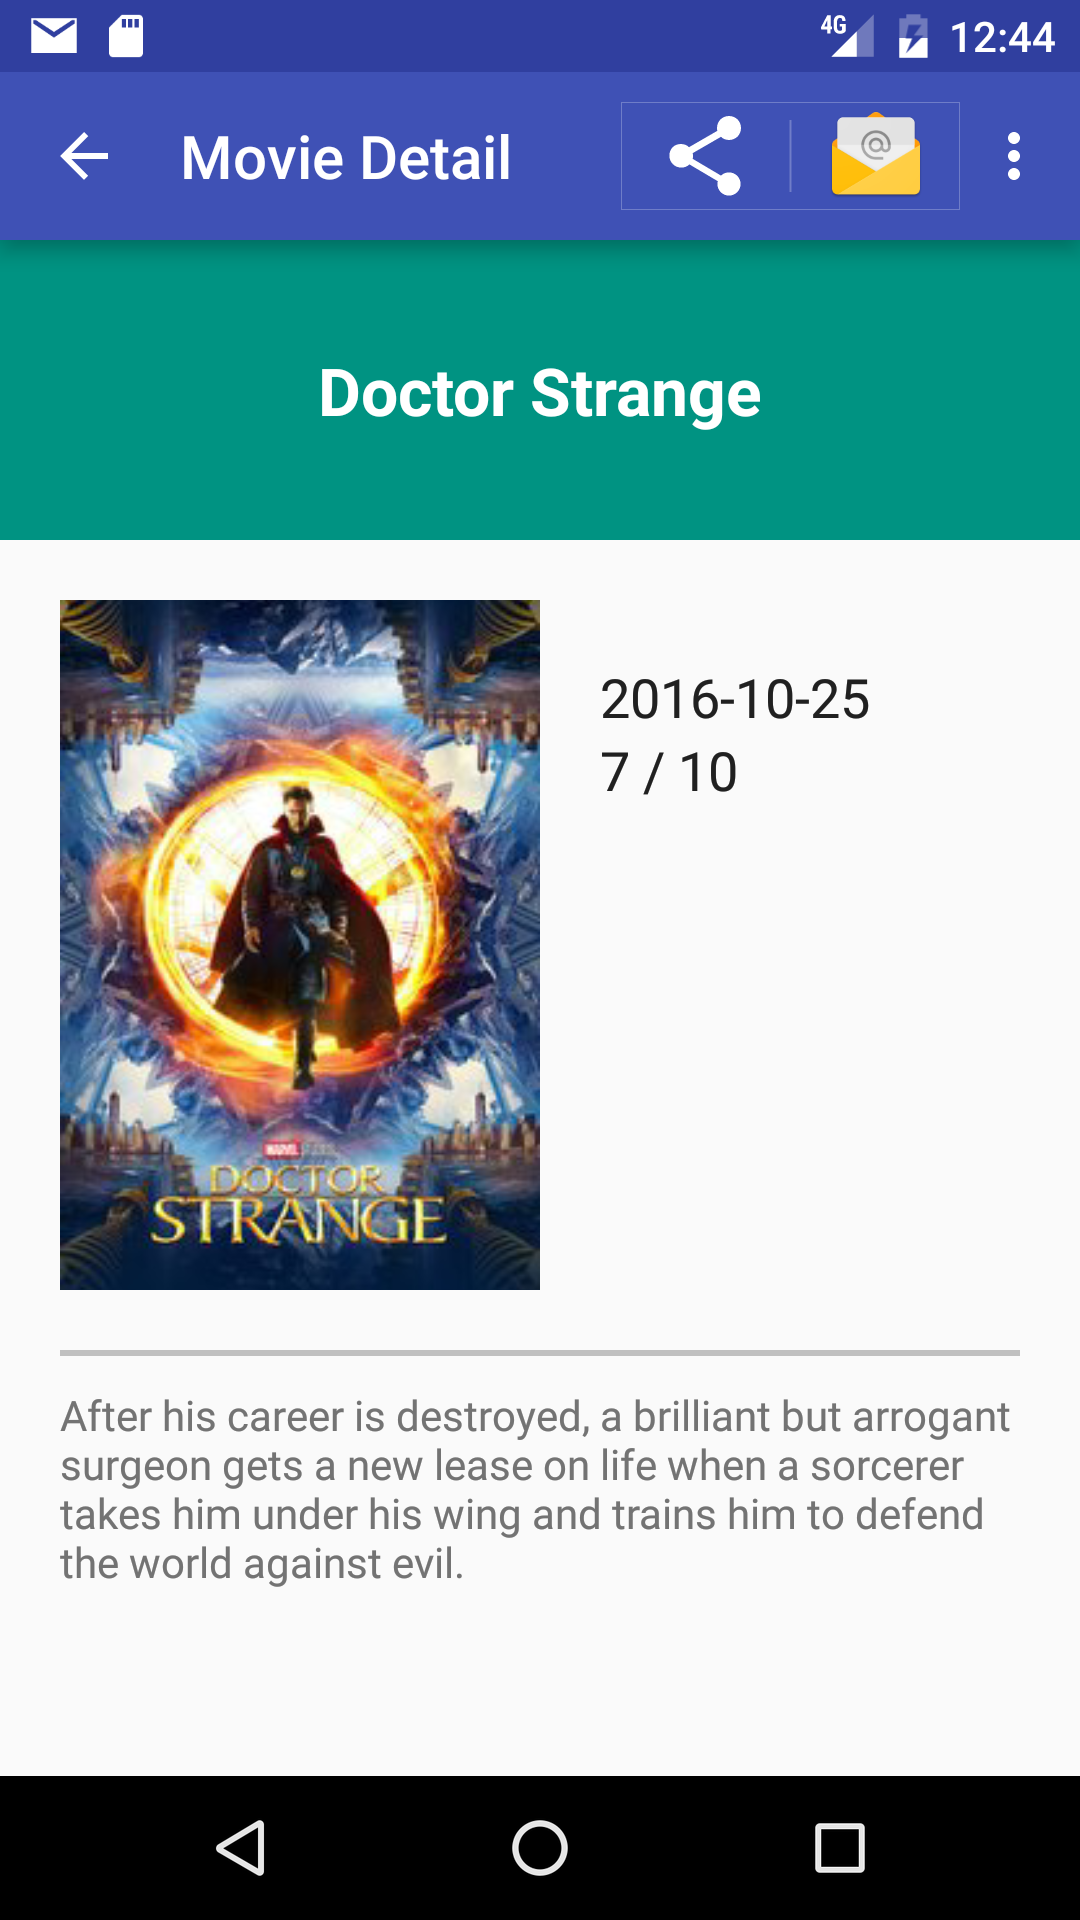 4G 12:44
Movie Detail
@
Doctor Strange
2016-10-25
7 / 10
MARVEL STUDIOS
DOCTOR
STRANGE
After his career is destroyed, a brilliant but arrogant
surgeon gets a new lease on life when a sorcerer
takes him under his wing and trains him to defend
the world against evil.